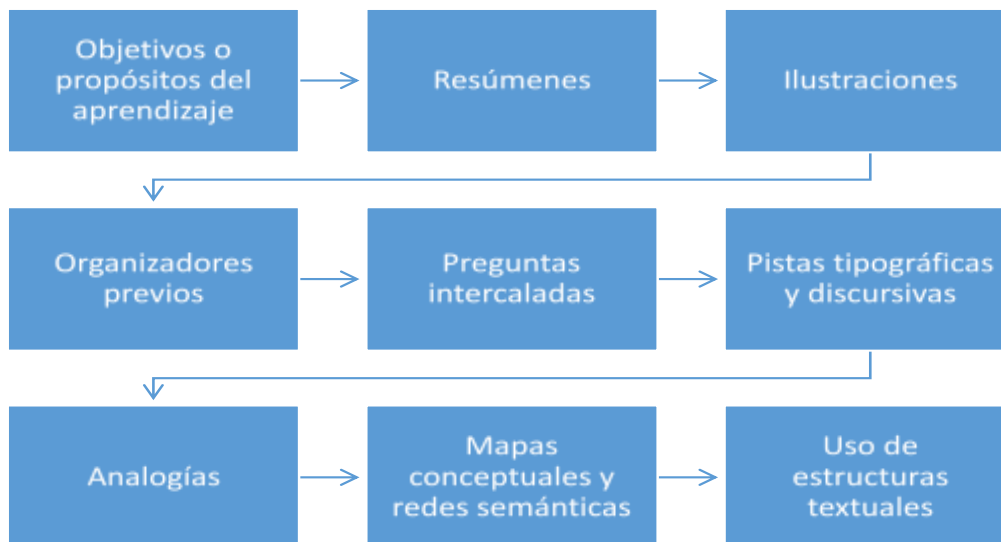 Objetivos o
propósitos del
aprendizaje
Resúmenes
Ilustraciones
Organizadores
previos
Preguntas
intercaladas
Pistas tipográficas
y discursivas
Analogías
Mapas
conceptuales y
redes semánticas
Uso de
estructuras
textuales